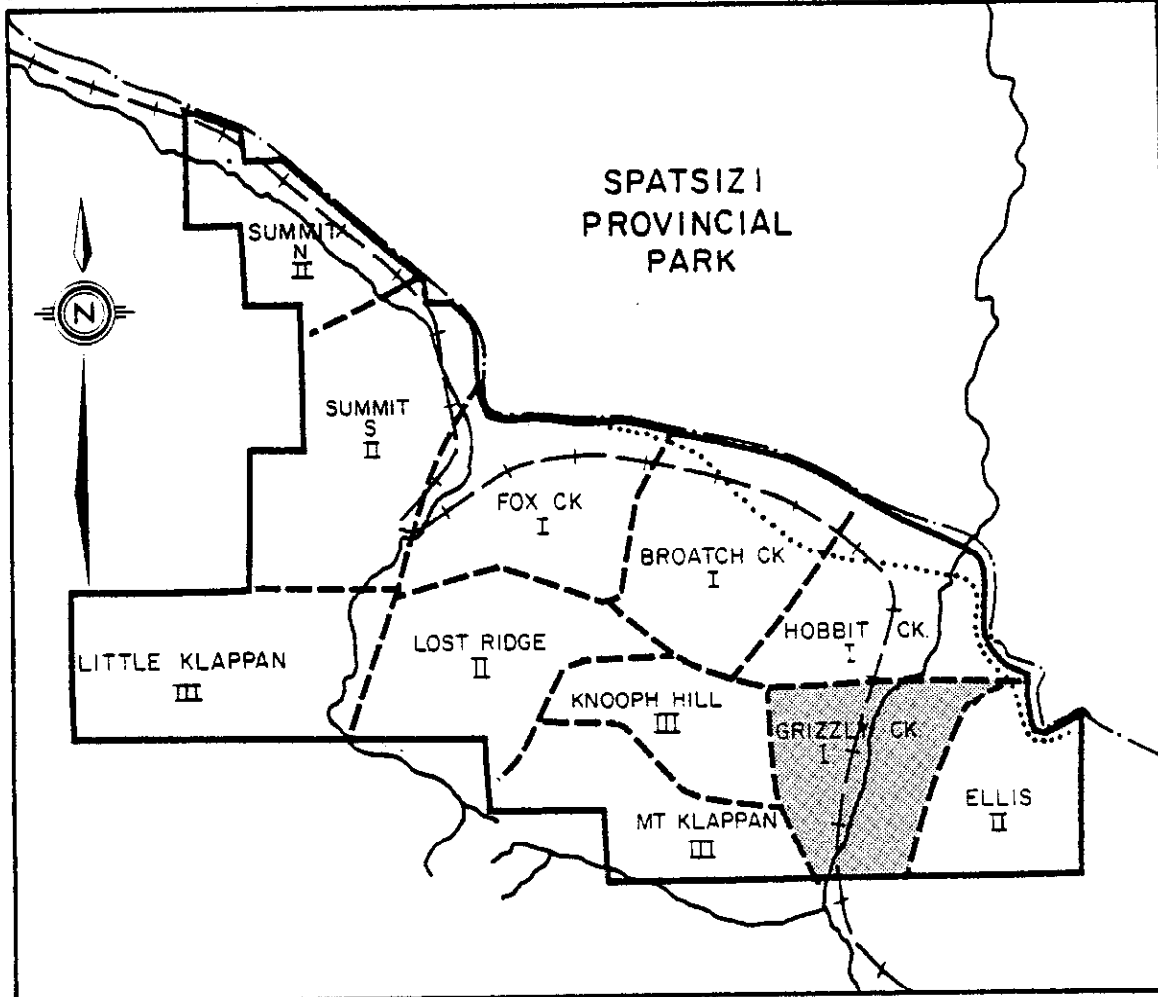 SPATSIZI
PROVINCIAL
PARK
SUMMIT
N
II
N
SUMMIT
S
II
FOX CK
I
BROATCH CK
I
HOBBIT CK.
I
LITTLE KLAPPAN
III
LOST RIDGE
II
KNOOPH HILL
III
GRIZZLY CK.
I
MT KLAPPAN
III
ELLIS
II